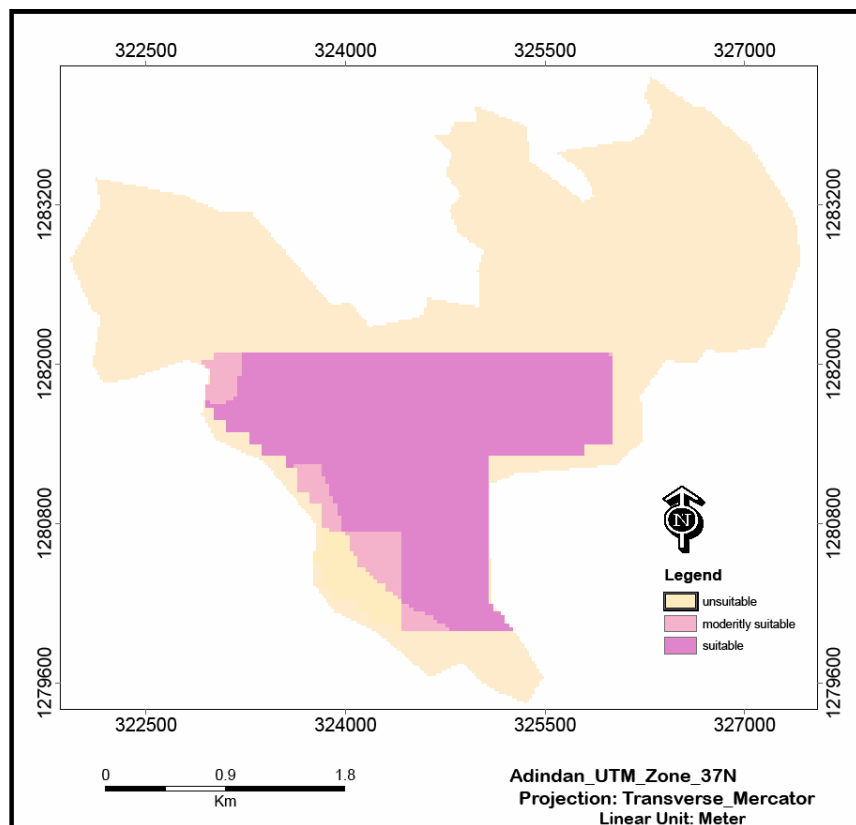 322500 324000 325500 327000
1283200 1283200
1282000 1282000
1280800 1280800
N
Legend
unsuitable
moderitly suitable
suitable
1279600 1279600
322500 324000 325500 327000
0 0.9 1.8
Km
Adindan_UTM_Zone_37N
Projection: Transverse_Mercator
Linear Unit: Meter